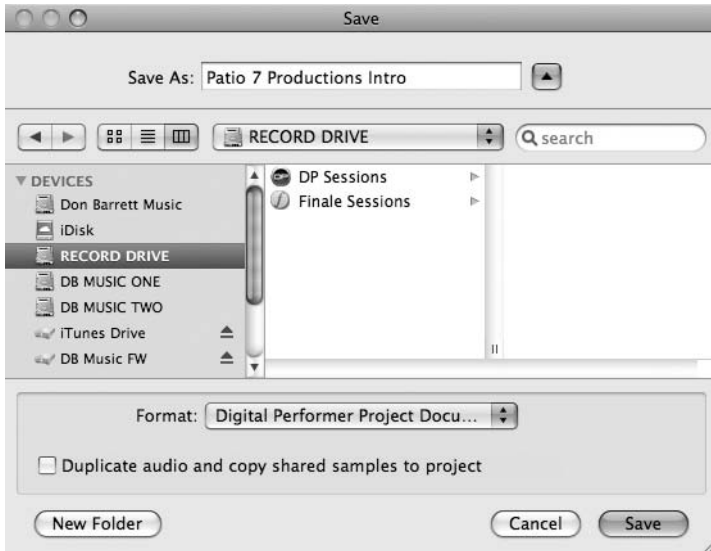 Save
Save As: Patio 7 Productions Intro
RECORD DRIVE
search
DEVICES
Don Barrett Music
iDisk
RECORD DRIVE
DB MUSIC ONE
DB MUSIC TWO
iTunes Drive
DB Music FW
DP Sessions
Finale Sessions
Format: Digital Performer Project Docu...
Duplicate audio and copy shared samples to project
New Folder
Cancel
Save